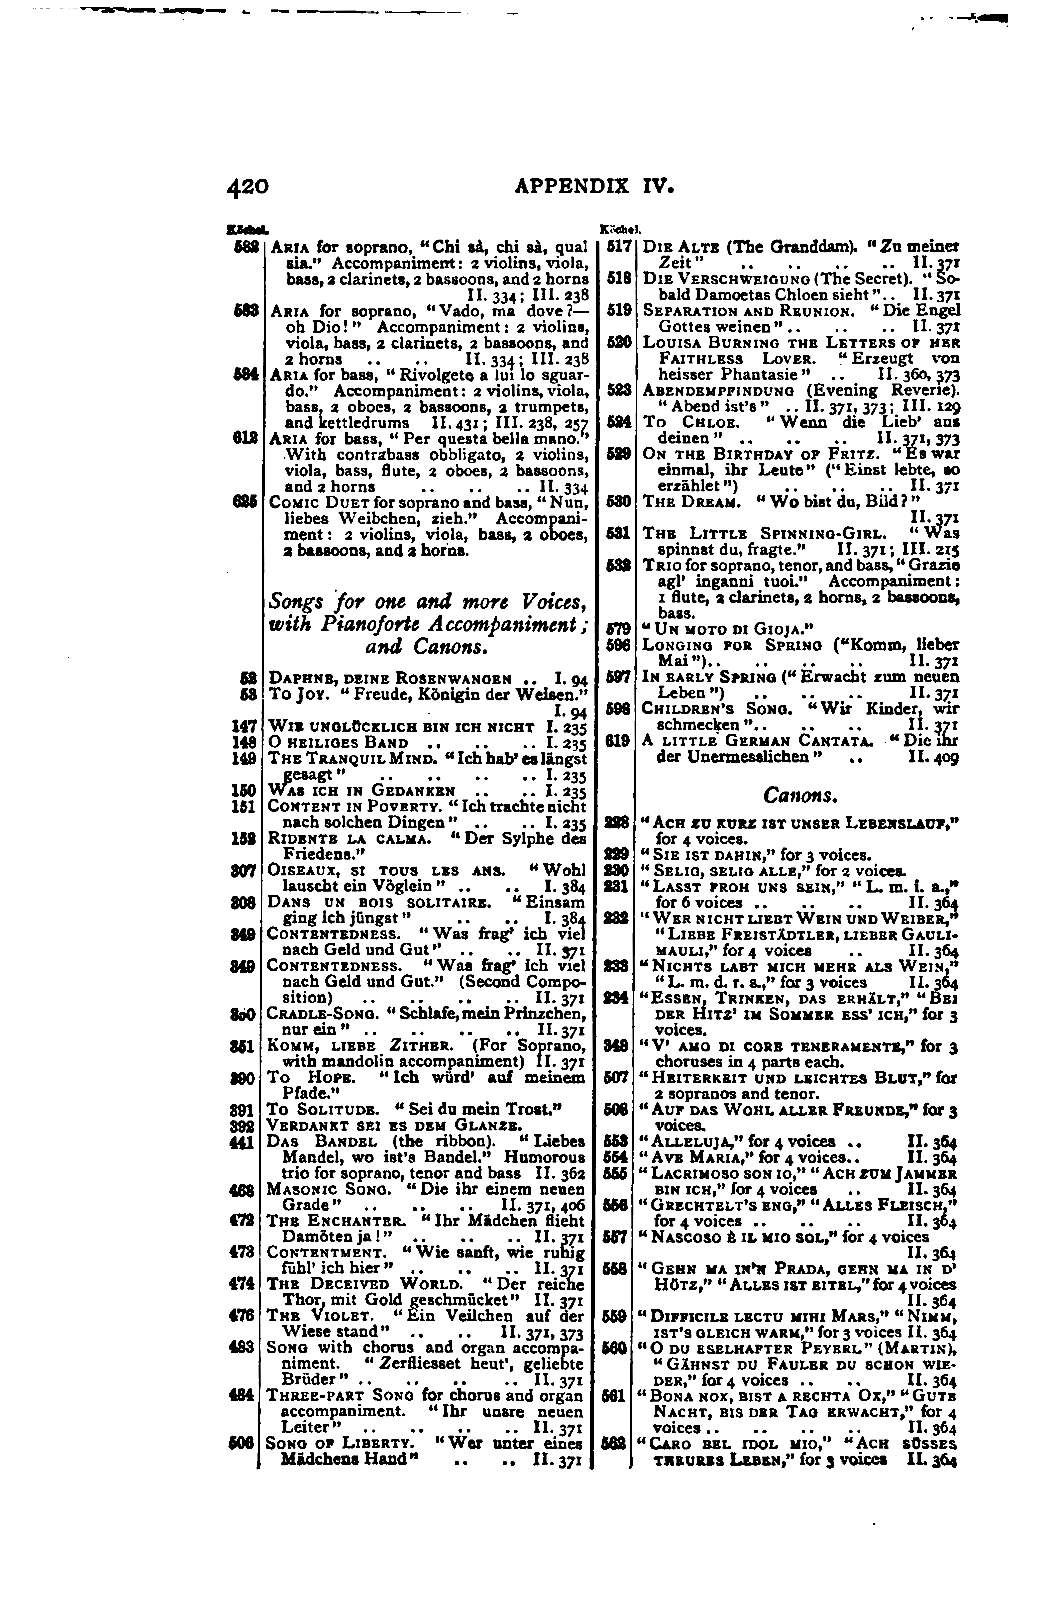 420 APPENDIX IV.
Köchel.
582 ARIA for soprano, "Chi sà, chi sà, qual
sia." Accompaniment: 2 violins, viola,
bass, 2 clarinets, 2 bassoons, and 2 horns
II. 334; III. 238
583 ARIA for soprano, "Vado, ma dove?—
oh Dio!" Accompaniment: 2 violins,
viola, bass, 2 clarinets, 2 bassoons, and
2 horns .. .. II. 334; III. 238
584 ARIA for bass, "Rivolgete a lui lo sguar-
do." Accompaniment: 2 violins, viola,
bass, 2 oboes, 2 bassoons, 2 trumpets,
and kettledrums II. 431; III. 238, 257
612 ARIA for bass, "Per questa bella mano."
With contrabass obbligato, 2 violins,
viola, bass, flute, 2 oboes, 2 bassoons,
and 2 horns .. .. .. II. 334
625 COMIC DUET for soprano and bass, "Nun,
liebes Weibchen, zieh." Accompani-
ment: 2 violins, viola, bass, 2 oboes,
2 bassoons, and 2 horns.
Songs for one and more Voices,
with Pianoforte Accompaniment;
and Canons.
52 DAPHNE, DEINE ROSENWANGEN .. I. 94
53 TO JOY. "Freude, Königin der Weisen."
I. 94
147 WIE UNGLÜCKLICH BIN ICH NICHT I. 235
148 O HEILIGES BAND .. .. .. I. 235
149 THE TRANQUIL MIND. "Ich hab' es längst
gesagt" .. .. .. .. I. 235
150 WAS ICH IN GEDANKEN .. .. I. 235
151 CONTENT IN POVERTY. "Ich trachte nicht
nach solchen Dingen" .. .. I. 235
152 RIDENTE LA CALMA. "Der Sylphe des
Friedens."
307 OISEAUX, SI TOUS LES ANS. "Wohl
lauscht ein Vöglein" .. .. I. 384
308 DANS UN BOIS SOLITAIRE. "Einsam
ging ich jüngst" .. .. I. 384
349 CONTENTEDNESS. "Was frag' ich viel
nach Geld und Gut" .. .. II. 371
349 CONTENTEDNESS. "Was frag' ich viel
nach Geld und Gut." (Second Compo-
sition) .. .. .. .. II. 371
350 CRADLE-SONG. "Schlafe, mein Prinzchen,
nur ein" .. .. .. .. II. 371
351 KOMM, LIEBE ZITHER. (For Soprano,
with mandolin accompaniment) II. 371
390 TO HOPE. "Ich würd' auf meinem
Pfade."
391 TO SOLITUDE. "Sei du mein Trost."
392 VERDANKT SEI ES DEM GLANZE.
441 DAS BANDEL (the ribbon). "Liebes
Mandel, wo ist's Bandel." Humorous
trio for soprano, tenor and bass II. 362
468 MASONIC SONG. "Die ihr einem neuen
Grade" .. .. .. II. 371, 406
472 THE ENCHANTER. "Ihr Mädchen flieht
Damöten ja!" .. .. .. II. 371
473 CONTENTMENT. "Wie sanft, wie ruhig
fühl' ich hier" .. .. .. II. 371
474 THE DECEIVED WORLD. "Der reiche
Thor, mit Gold geschmücket" II. 371
476 THE VIOLET. "Ein Veilchen auf der
Wiese stand" .. .. II. 371, 373
483 SONG with chorus and organ accompa-
niment. "Zerfliesset heut', geliebte
Brüder" .. .. .. .. II. 371
484 THREE-PART SONG for chorus and organ
accompaniment. "Ihr unsre neuen
Leiter" .. .. .. .. II. 371
506 SONG OF LIBERTY. "Wer unter eines
Mädchens Hand" .. .. II. 371
Köchel.
517 DIE ALTE (The Granddam). "Zu meiner
Zeit" .. .. .. .. II. 371
518 DIE VERSCHWEIGUNG (The Secret). "So-
bald Damoetas Chloen sieht" .. II. 371
519 SEPARATION AND REUNION. "Die Engel
Gottes weinen" .. .. .. II. 371
520 LOUISA BURNING THE LETTERS OF HER
FAITHLESS LOVER. "Erzeugt von
heisser Phantasie" .. II. 360, 373
523 ABENDEMPFINDUNG (Evening Reverie).
"Abend ist's" .. II. 371, 373; III. 129
524 TO CHLOE. "Wenn die Lieb' aus
deinen" .. .. .. II. 371, 373
529 ON THE BIRTHDAY OF FRITZ. "Es war
einmal, ihr Leute" ("Einst lebte, so
erzählet") .. .. .. II. 371
530 THE DREAM. "Wo bist du, Bild?"
II. 371
531 THE LITTLE SPINNING-GIRL. "Was
spinnst du, fragte." II. 371; III. 215
532 TRIO for soprano, tenor, and bass, "Grazie
agl' inganni tuoi." Accompaniment:
1 flute, 2 clarinets, 2 horns, 2 bassoons,
bass.
579 "UN MOTO DI GIOJA."
596 LONGING FOR SPRING ("Komm, lieber
Mai").. .. .. .. II. 371
597 IN EARLY SPRING ("Erwacht zum neuen
Leben") .. .. .. II. 371
598 CHILDREN'S SONG. "Wir Kinder, wir
schmecken".. .. .. II. 371
619 A LITTLE GERMAN CANTATA. "Die ihr
der Unermesslichen" .. II. 409
Canons.
228 "ACH ZU KURZ IST UNSER LEBENSLAUF,"
for 4 voices.
229 "SIE IST DAHIN," for 3 voices.
230 "SELIG, SELIG ALLE," for 2 voices.
231 "LASST FROH UNS SEIN," "L. m. i. a.,"
for 6 voices .. .. .. II. 364
232 "WER NICHT LIEBT WEIN UND WEIBER,"
"LIEBE FREISTÄDTLER, LIEBER GAULI-
MAULI," for 4 voices .. II. 364
233 "NICHTS LABT MICH MEHR ALS WEIN,"
"L. m. d. r. a.," for 3 voices II. 364
234 "ESSEN, TRINKEN, DAS ERHÄLT," "BEI
DER HITZ' IM SOMMER ESS' ICH," for 3
voices.
348 "V' AMO DI CORE TENERAMENTE," for 3
choruses in 4 parts each.
507 "HEITERKEIT UND LEICHTES BLUT," for
2 sopranos and tenor.
508 "AUF DAS WOHL ALLER FREUNDE," for 3
voices.
553 "ALLELUJA," for 4 voices .. II. 364
554 "AVE MARIA," for 4 voices.. II. 364
555 "LACRIMOSO SON IO," "ACH ZUM JAMMER
BIN ICH," for 4 voices .. II. 364
556 "GRECHTELT'S ENG," "ALLES FLEISCH,"
for 4 voices .. .. .. II. 364
557 "NASCOSO È IL MIO SOL," for 4 voices
II. 364
558 "GEHN MA IN'N PRADA, GEHN MA IN D'
HÖTZ," "ALLES IST EITEL," for 4 voices
II. 364
559 "DIFFICILE LECTU MIHI MARS," "NIMM,
IST'S GLEICH WARM," for 3 voices II. 364
560 "O DU ESELHAFTER PEYERL" (MARTIN),
"GÄHNST DU FAULER DU SCHON WIE-
DER," for 4 voices .. .. II. 364
561 "BONA NOX, BIST A RECHTA OX," "GUTE
NACHT, BIS DER TAG ERWACHT," for 4
voices .. .. .. .. II. 364
562 "CARO BEL IDOL MIO," "ACH SÜSSES
THEURES LEBEN," for 3 voices II. 364